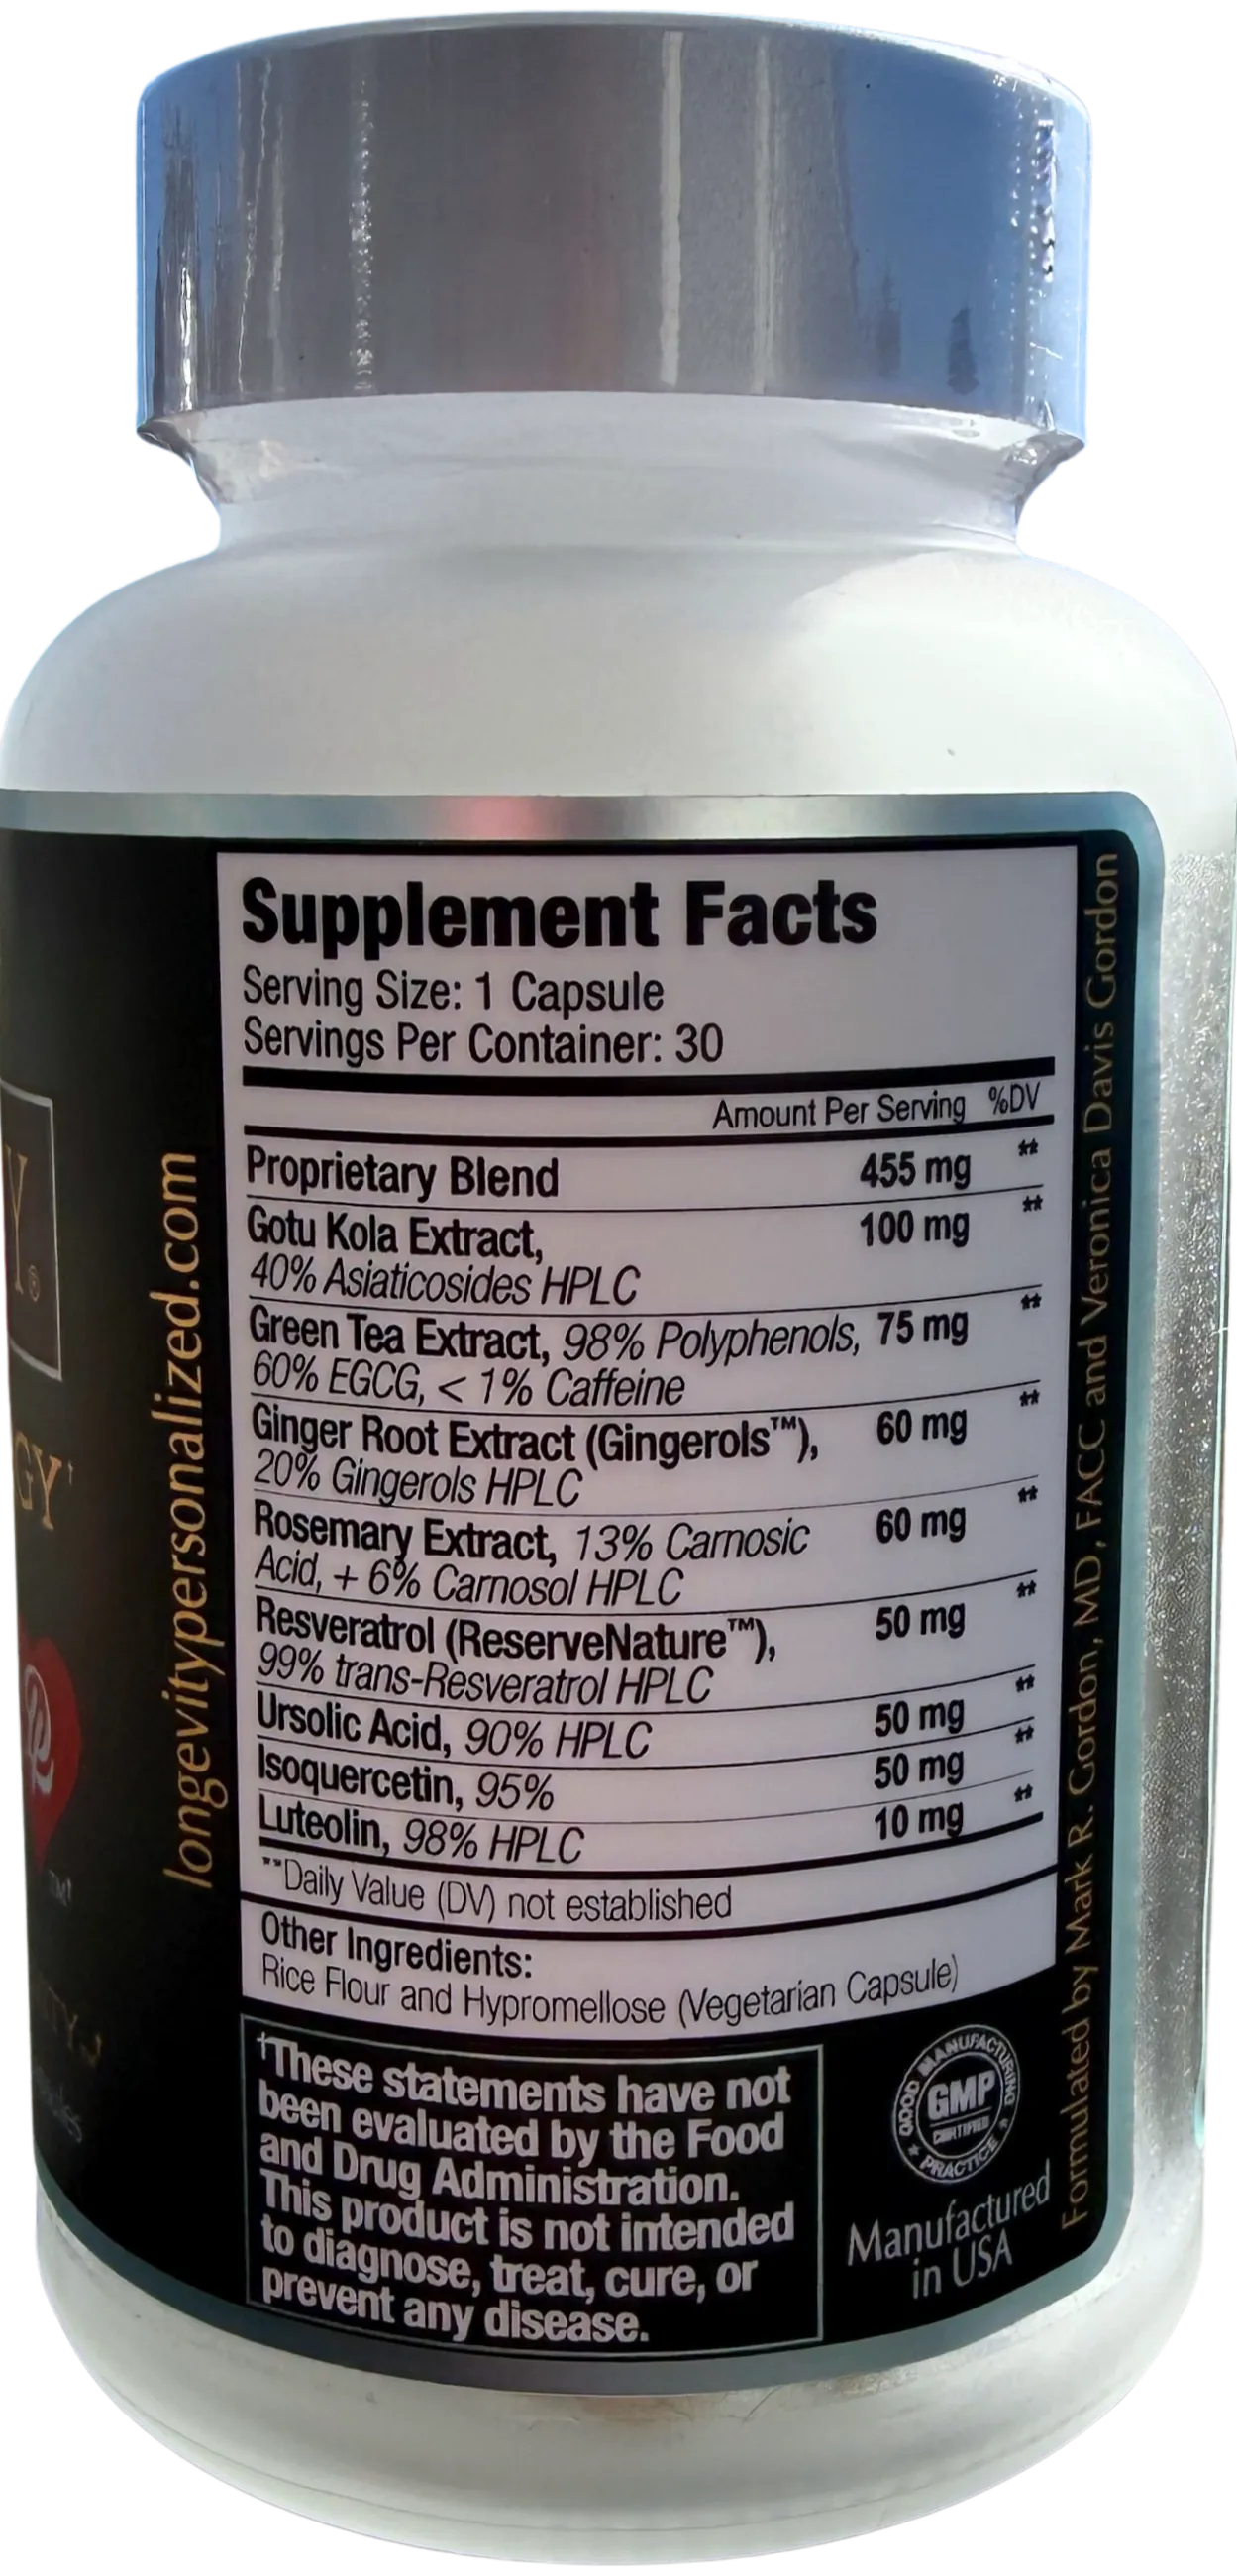 Supplement Facts
Serving Size: 1 Capsule
Servings Per Container: 30
Amount Per Serving %DV
Proprietary Blend 455 mg **
Gotu Kola Extract, 100 mg **
40% Asiaticosides HPLC
Green Tea Extract, 98% Polyphenols, 75 mg **
60% EGCG, < 1% Caffeine
Ginger Root Extract (Gingerols™), 60 mg **
20% Gingerols HPLC
Rosemary Extract, 13% Carnosic 60 mg **
Acid, + 6% Carnosol HPLC
Resveratrol (ReserveNature™), 50 mg **
99% trans-Resveratrol HPLC
Ursolic Acid, 90% HPLC 50 mg **
Isoquercetin, 95% 50 mg **
Luteolin, 98% HPLC 10 mg **
**Daily Value (DV) not established
Other Ingredients:
Rice Flour and Hypromellose (Vegetarian Capsule)
†These statements have not
been evaluated by the Food
and Drug Administration.
This product is not intended
to diagnose, treat, cure, or
prevent any disease.
GOOD MANUFACTURING
GMP
CERTIFIED
PRACTICE
Manufactured
in USA
longevitypersonalized.com
Formulated by Mark R. Gordon, MD, FACC and Veronica Davis Gordon